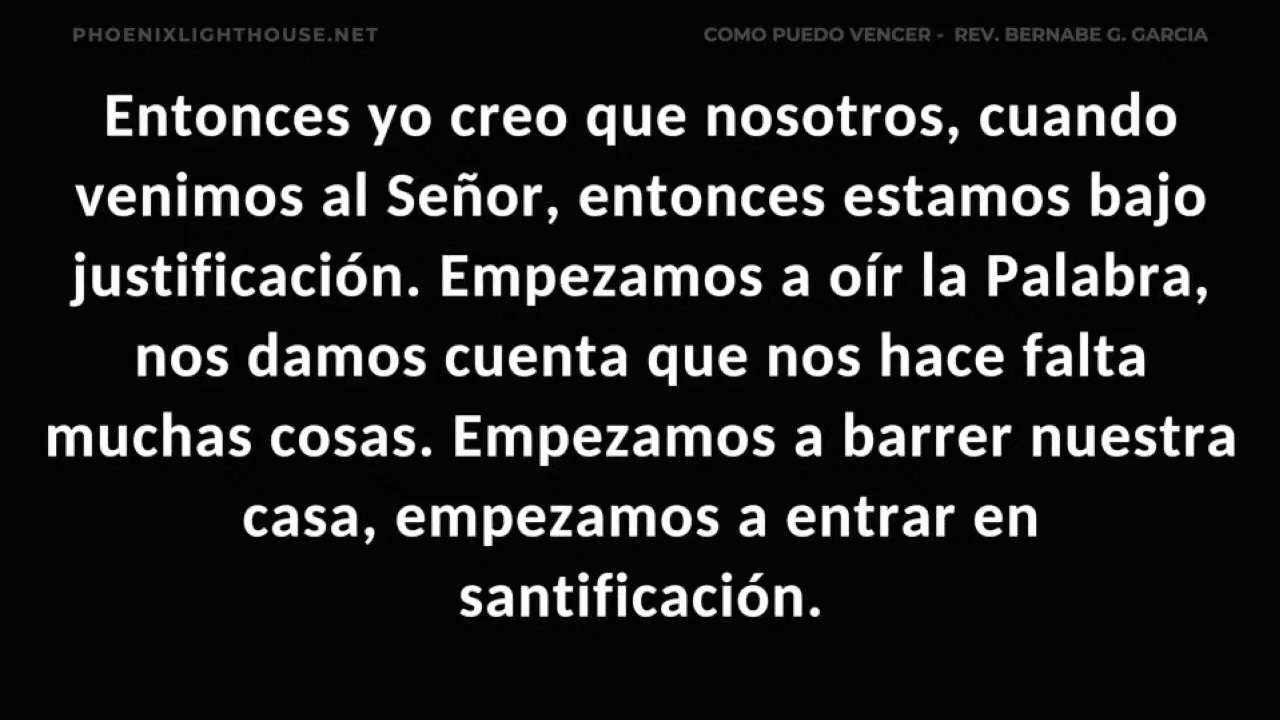 PHOENIXLIGHTHOUSE.NET
COMO PUEDO VENCER - REV. BERNABE G. GARCIA
Entonces yo creo que nosotros, cuando
venimos al Señor, entonces estamos bajo
justificación. Empezamos a oír la Palabra,
nos damos cuenta que nos hace falta
muchas cosas. Empezamos a barrer nuestra
casa, empezamos a entrar en
santificación.